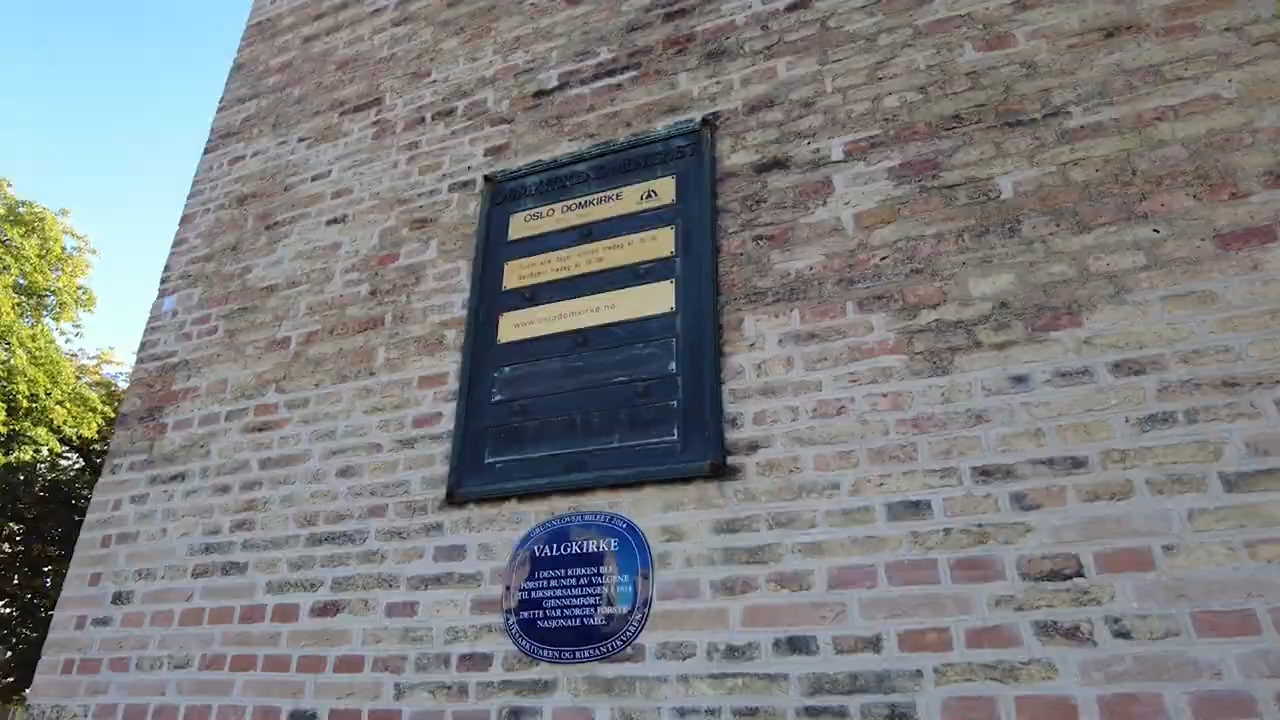 OSLO DOMKIRKE
www.oslodomkirke.no
GRUNNLOVSJUBILEET 2014
VALGKIRKE
I DENNE KIRKEN BLE
FØRSTE RUNDE AV VALGENE
TIL RIKSFORSAMLINGEN I 1814
GJENNOMFØRT.
DETTE VAR NORGES FØRSTE
NASJONALE VALG.
RIKSARKIVAREN OG RIKSANTIKVAREN